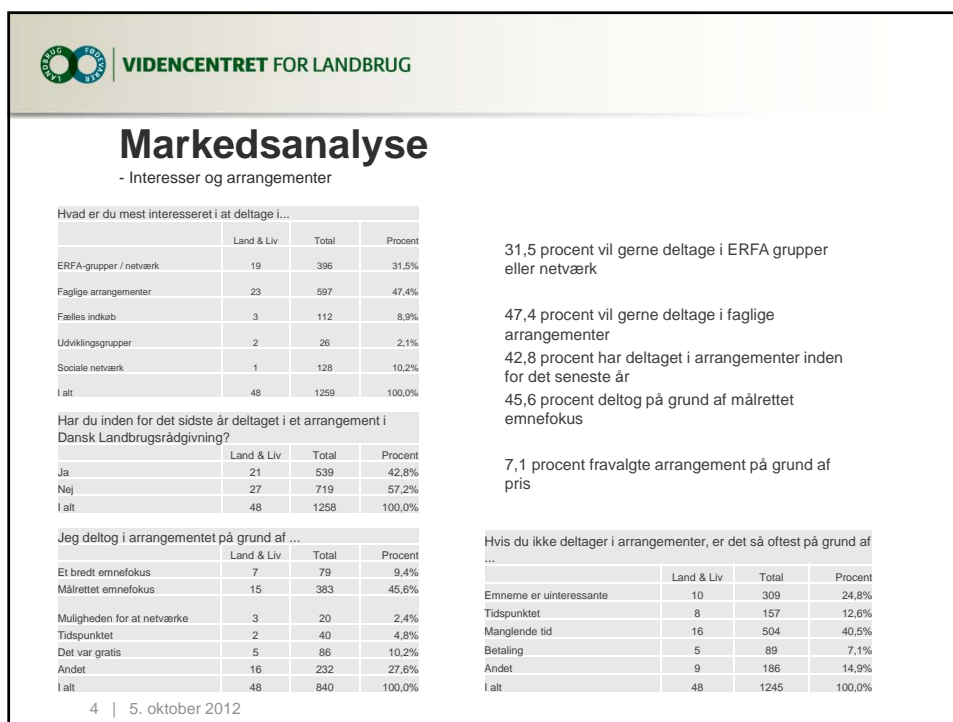 LANDBRUG FØDEVARER
VIDENCENTRET FOR LANDBRUG
Markedsanalyse
- Interesser og arrangementer
Hvad er du mest interesseret i at deltage i...
Land & Liv Total Procent
ERFA-grupper / netværk 19 396 31,5%
Faglige arrangementer 23 597 47,4%
Fælles indkøb 3 112 8,9%
Udviklingsgrupper 2 26 2,1%
Sociale netværk 1 128 10,2%
I alt 48 1259 100,0%
Har du inden for det sidste år deltaget i et arrangement i
Dansk Landbrugsrådgivning?
Land & Liv Total Procent
Ja 21 539 42,8%
Nej 27 719 57,2%
I alt 48 1258 100,0%
Jeg deltog i arrangementet på grund af ...
Land & Liv Total Procent
Et bredt emnefokus 7 79 9,4%
Målrettet emnefokus 15 383 45,6%
Muligheden for at netværke 3 20 2,4%
Tidspunktet 2 40 4,8%
Det var gratis 5 86 10,2%
Andet 16 232 27,6%
I alt 48 840 100,0%
31,5 procent vil gerne deltage i ERFA grupper
eller netværk
47,4 procent vil gerne deltage i faglige
arrangementer
42,8 procent har deltaget i arrangementer inden
for det seneste år
45,6 procent deltog på grund af målrettet
emnefokus
7,1 procent fravalgte arrangement på grund af
pris
Hvis du ikke deltager i arrangementer, er det så oftest på grund af
...
Land & Liv Total Procent
Emnerne er uinteressante 10 309 24,8%
Tidspunktet 8 157 12,6%
Manglende tid 16 504 40,5%
Betaling 5 89 7,1%
Andet 9 186 14,9%
I alt 48 1245 100,0%
4 | 5. oktober 2012